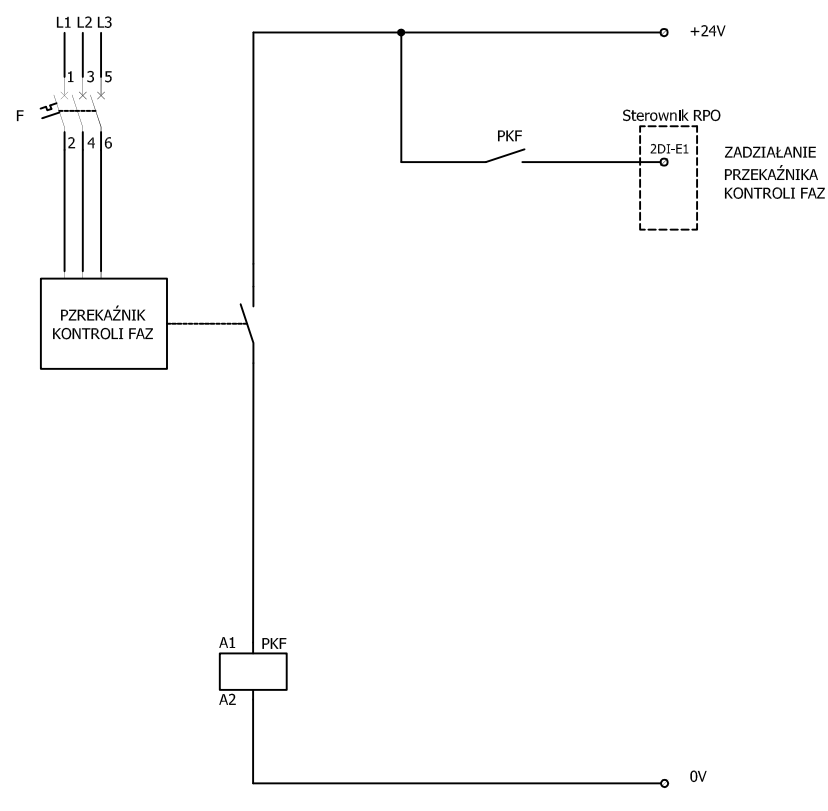 L1 L2 L3
+24V
1 3 5
F
2 4 6
Sterownik RPO
PKF
2DI-E1
ZADZIAŁANIE
PRZEKAŹNIKA
KONTROLI FAZ
PZREKAŹNIK
KONTROLI FAZ
A1 PKF
A2
0V